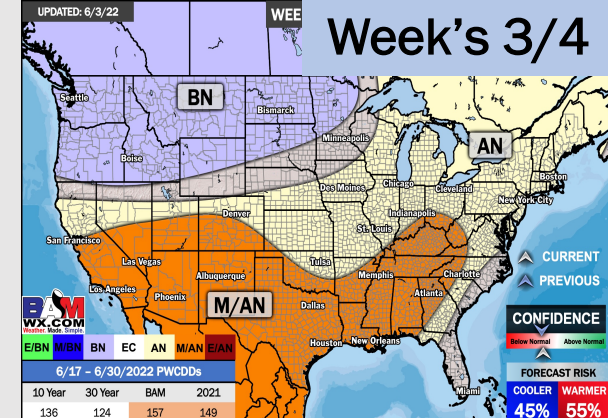 UPDATED: 6/3/22
WEE
Week's 3/4
Seattle
BN
Bismarck
Minneapolis
Boise
AN
Boston
Des Moines
Chicago
Cleveland
New York City
Denver
Indianapolis
St. Louis
San Francisco
Las Vegas
Tulsa
Memphis
Charlotte
Los Angeles
Albuquerque
Phoenix
M/AN
Dallas
Atlanta
Houston
New Orleans
Miami
CURRENT
PREVIOUS
BAM
WX.COM
Weather. Made. Simple.
CONFIDENCE
Below Normal
Above Normal
E/BN M/BN BN EC AN M/AN E/AN
6/17 – 6/30/2022 PWCDDs
10 Year 30 Year BAM 2021
136 124 157 149
FORECAST RISK
COOLER WARMER
45% 55%